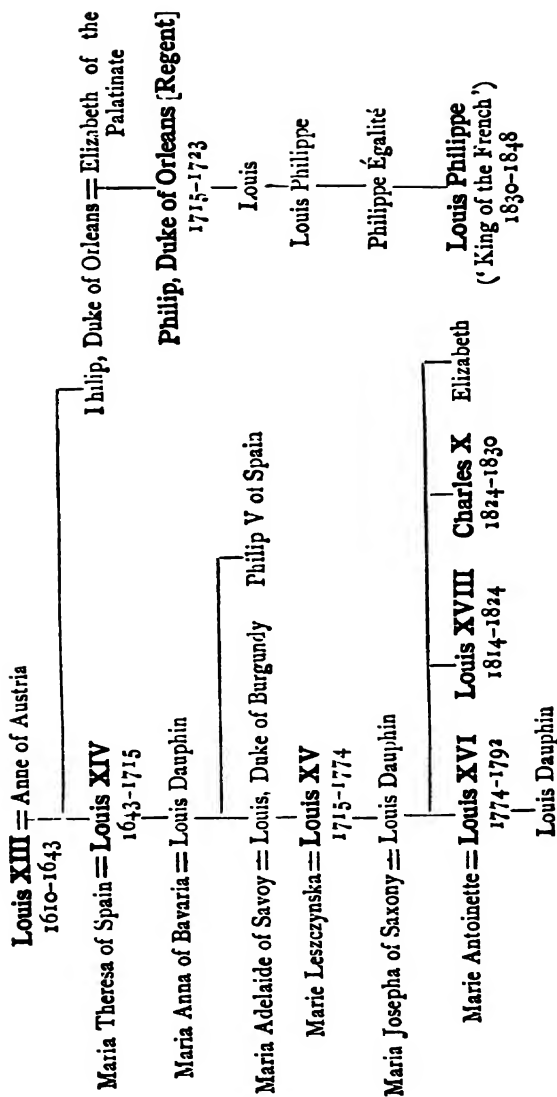 Louis XIII = Anne of Austria
1610-1643
Maria Theresa of Spain = Louis XIV
1643-1715
Ihilip, Duke of Orleans = Elizabeth of the
Palatinate
Maria Anna of Bavaria = Louis Dauphin
Philip, Duke of Orleans [Regent]
1715-1723
Maria Adelaide of Savoy = Louis, Duke of Burgundy
Philip V of Spain
Louis
Marie Leszczynska = Louis XV
1715-1774
Louis Philippe
Maria Josepha of Saxony = Louis Dauphin
Philippe Égalité
Marie Antoinette = Louis XVI
1774-1792
Louis XVIII
1814-1824
Charles X
1824-1830
Elizabeth
Louis Philippe
('King of the French')
1830-1848
Louis Dauphin